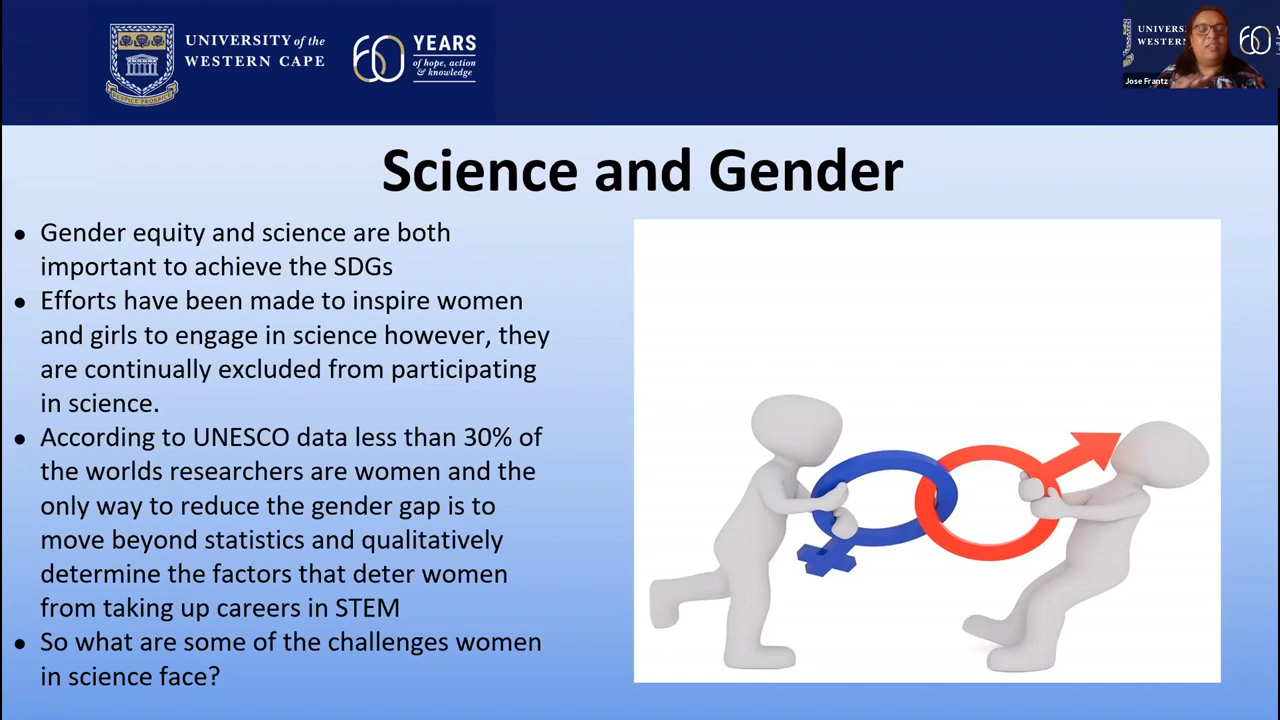 UNIVERSITY of the
WESTERN CAPE
60 YEARS
of hope, action
& knowledge
UNIVERS
WESTERN
60
Jose Frantz
Science and Gender
• Gender equity and science are both
important to achieve the SDGs
• Efforts have been made to inspire women
and girls to engage in science however, they
are continually excluded from participating
in science.
• According to UNESCO data less than 30% of
the worlds researchers are women and the
only way to reduce the gender gap is to
move beyond statistics and qualitatively
determine the factors that deter women
from taking up careers in STEM
• So what are some of the challenges women
in science face?